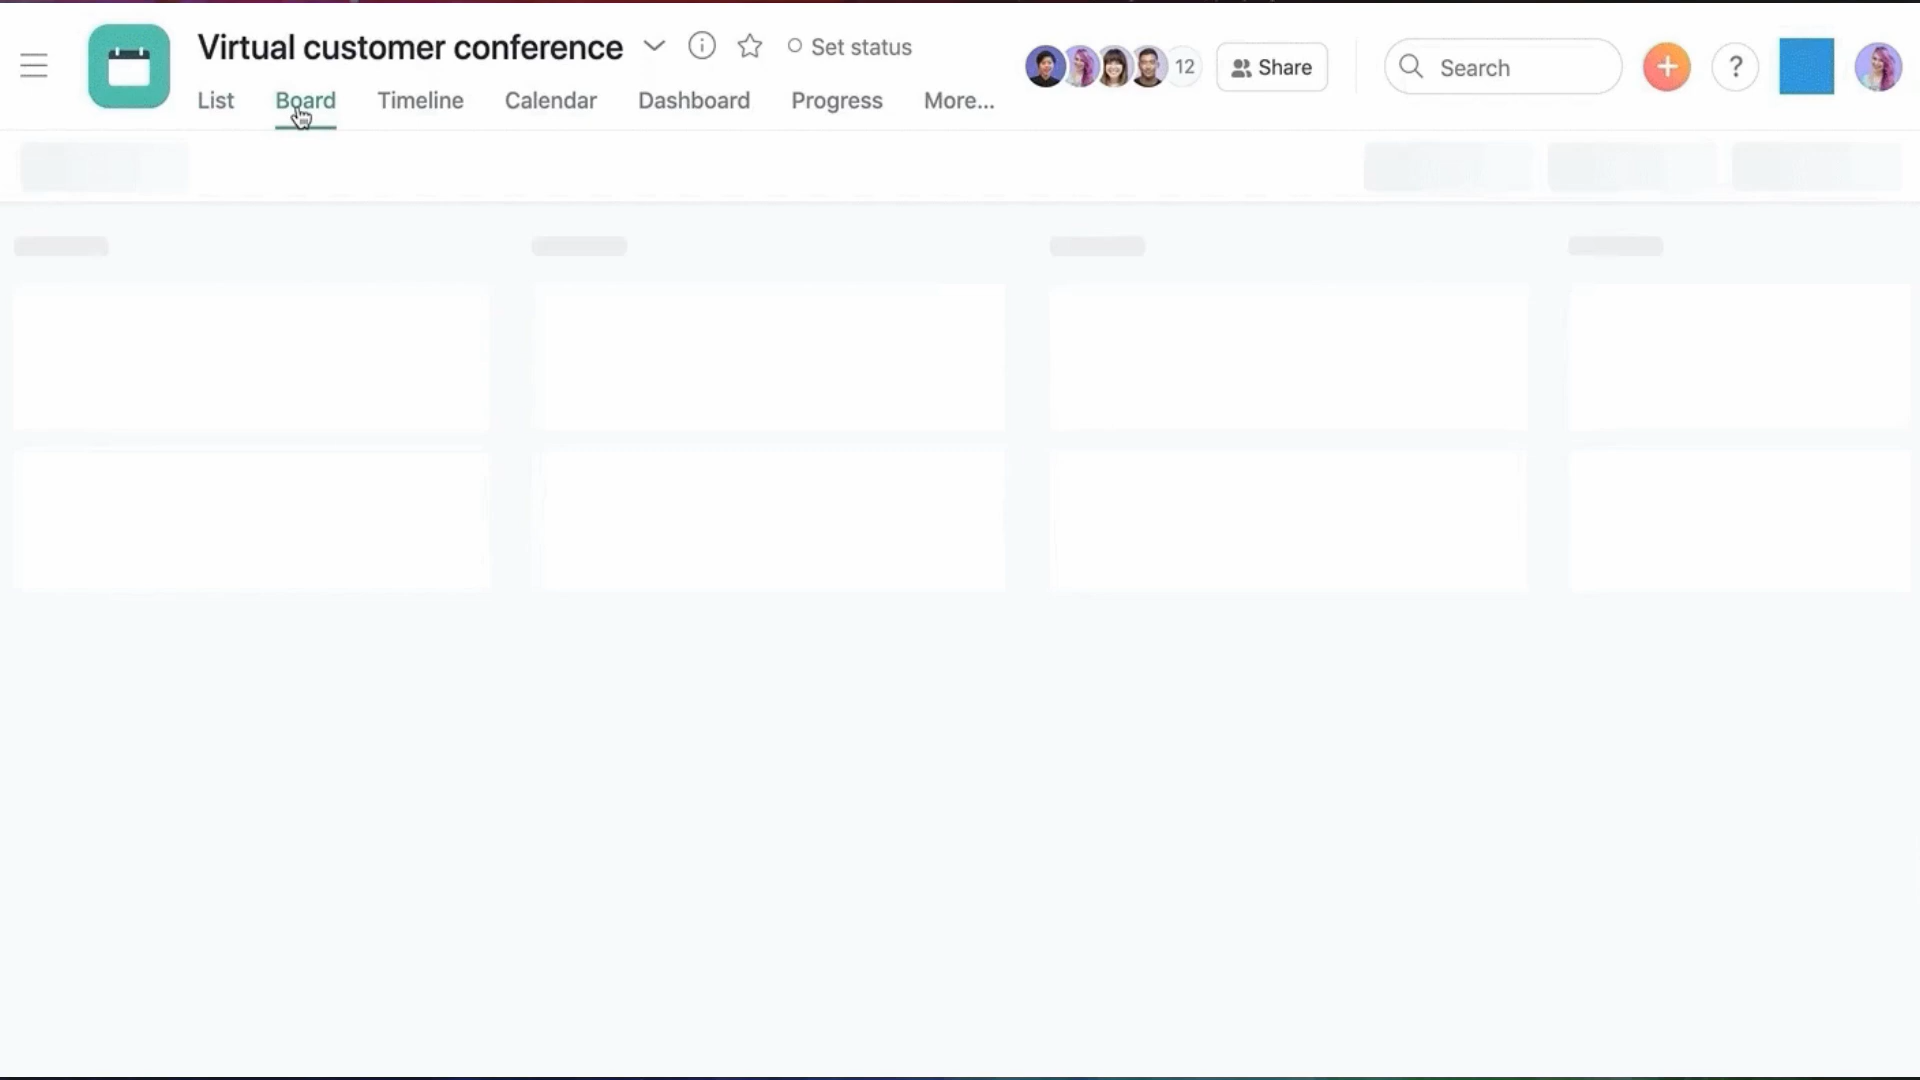 Virtual customer conference
Set status
12
Share
Search
+
?
List
Board
Timeline
Calendar
Dashboard
Progress
More...